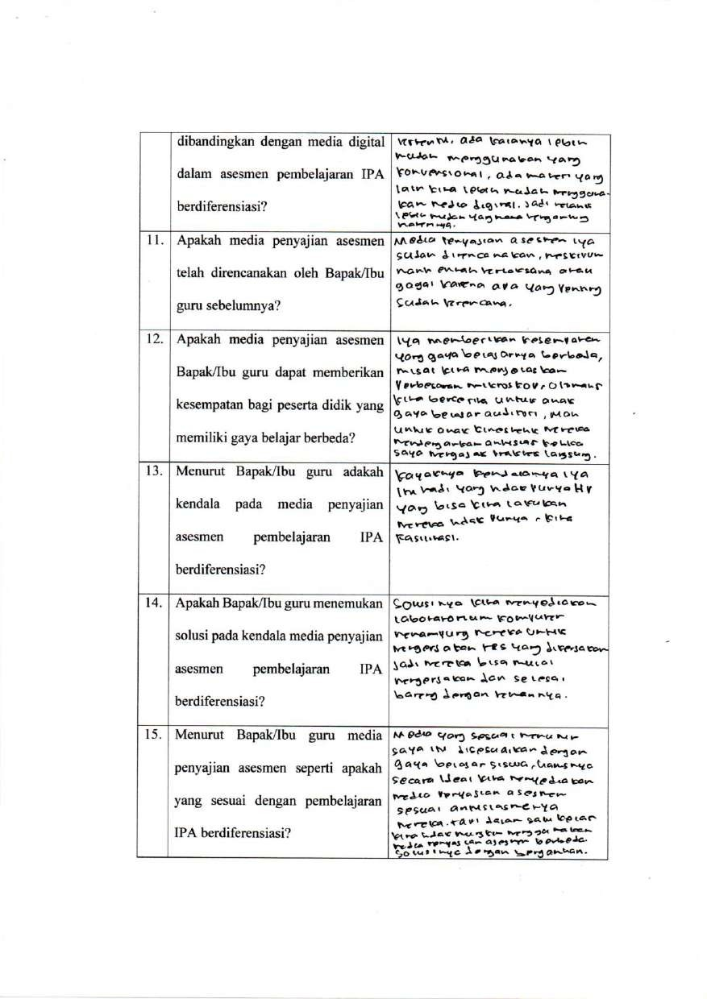 dibandingkan dengan media digital
dalam asesmen pembelajaran IPA
berdiferensiasi?
tertentu, ada kalanya lebih
mudah menggunakan yang
konvensional, ada materi yang
lain kita lebih mudah mengguna-
kan media digital. Jadi
lebih mudah yang mana tergantung
materinya.
11. Apakah media penyajian asesmen
telah direncanakan oleh Bapak/Ibu
guru sebelumnya?
Media penyajian asesmen iya
sudah direncanakan, meskipun
nanti entah terlaksana atau
gagal karena apa yang penting
sudah terencana.
12. Apakah media penyajian asesmen
Bapak/Ibu guru dapat memberikan
kesempatan bagi peserta didik yang
memiliki gaya belajar berbeda?
Iya memberikan kesempatan
yang gaya belajarnya berbeda,
misal kita menjelaskan
perbesaran mikroskop,
kita bercerita untuk anak
gaya belajar auditori,
untuk anak kinestetik mereka
mendengarkan antusias ketika
saya mengajak praktek langsung.
13. Menurut Bapak/Ibu guru adakah
kendala pada media penyajian
asesmen pembelajaran IPA
berdiferensiasi?
kayaknya kendalanya iya
itu tadi yang ndak punya HP
yang bisa kita lakukan
mereka ndak punya, kita
fasilitasi.
14. Apakah Bapak/Ibu guru menemukan
solusi pada kendala media penyajian
asesmen pembelajaran IPA
berdiferensiasi?
Solusinya kita menyediakan
laboratorium komputer
menampung mereka untuk
mengerjakan tes yang dikerjakan
jadi mereka bisa mulai
mengerjakan dan selesai
bareng dengan temannya.
15. Menurut Bapak/Ibu guru media
penyajian asesmen seperti apakah
yang sesuai dengan pembelajaran
IPA berdiferensiasi?
Media yang sesuai menurut
saya ini disesuaikan dengan
gaya belajar siswa, harusnya
secara ideal kita menyediakan
media penyajian asesmen
sesuai antusiasmenya
mereka. tapi dalam satu kelas
kita tidak mungkin menggunakan
media penyajian asesmen berbeda.
Solusinya dengan bergantian.